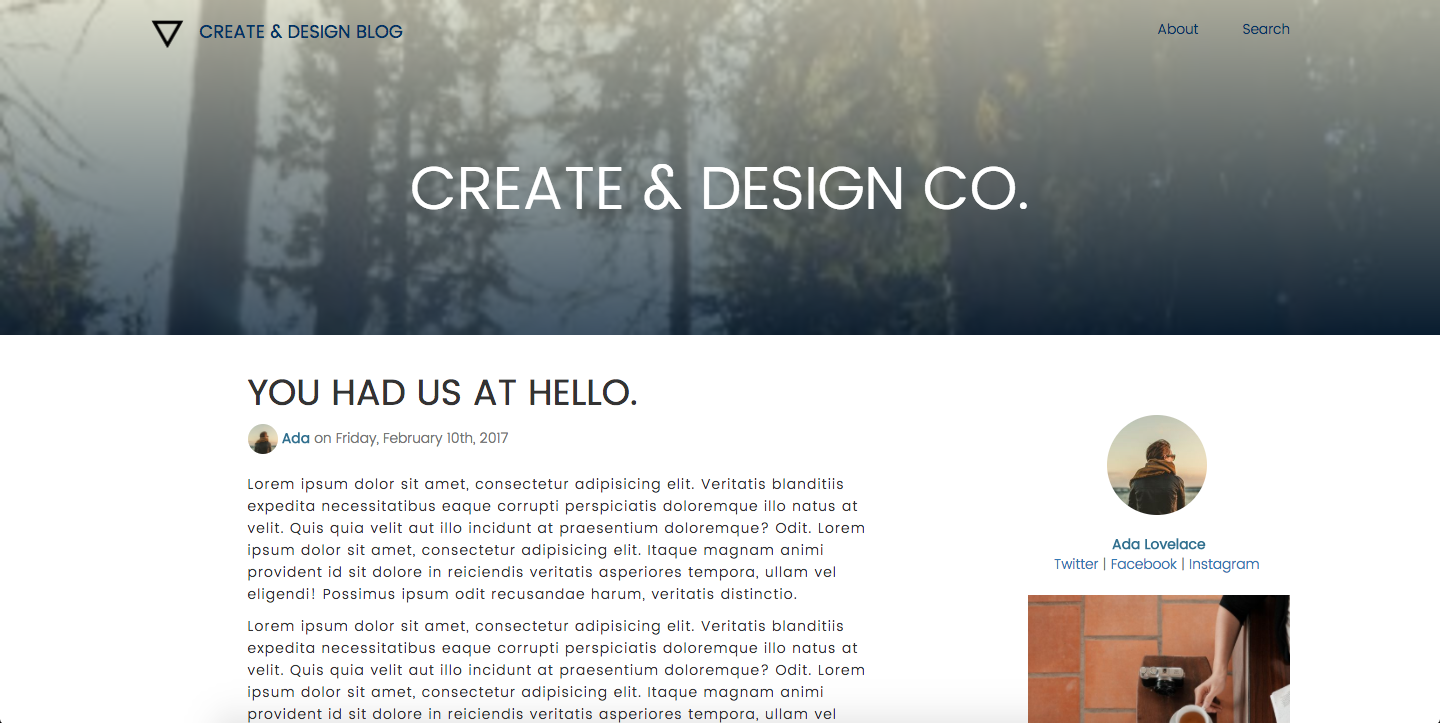 CREATE & DESIGN BLOG
About
Search
CREATE & DESIGN CO.
YOU HAD US AT HELLO.
Ada on Friday, February 10th, 2017
Lorem ipsum dolor sit amet, consectetur adipisicing elit. Veritatis blanditiis
expedita necessitatibus eaque corrupti perspiciatis doloremque illo natus at
velit. Quis quia velit aut illo incidunt at praesentium doloremque? Odit. Lorem
ipsum dolor sit amet, consectetur adipisicing elit. Itaque magnam animi
provident id sit dolore in reiciendis veritatis asperiores tempora, ullam vel
eligendi! Possimus ipsum odit recusandae harum, veritatis distinctio.
Lorem ipsum dolor sit amet, consectetur adipisicing elit. Veritatis blanditiis
expedita necessitatibus eaque corrupti perspiciatis doloremque illo natus at
velit. Quis quia velit aut illo incidunt at praesentium doloremque? Odit. Lorem
ipsum dolor sit amet, consectetur adipisicing elit. Itaque magnam animi
provident id sit dolore in reiciendis veritatis asperiores tempora, ullam vel
Ada Lovelace
Twitter | Facebook | Instagram